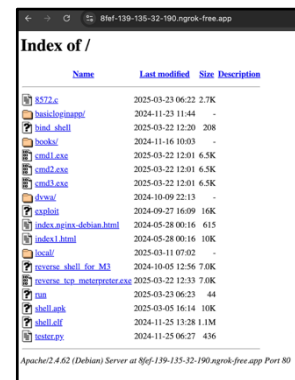 8fef-139-135-32-190.ngrok-free.app
Index of /
Name Last modified Size Description
8572.c 2025-03-23 06:22 2.7K
basicloginapp/ 2024-11-23 11:44 -
bind_shell 2025-03-22 12:20 208
books/ 2024-11-16 10:03 -
cmd1.exe 2025-03-22 12:01 6.5K
cmd2.exe 2025-03-22 12:01 6.5K
cmd3.exe 2025-03-22 12:01 6.5K
dvwa/ 2024-10-09 22:13 -
exploit 2024-09-27 16:09 16K
index.nginx-debian.html 2024-05-28 00:16 615
index1.html 2024-05-28 00:16 10K
local/ 2025-03-11 07:02 -
reverse_shell_for_M3 2024-10-05 12:56 7.0K
reverse_tcp_meterpreter.exe 2025-03-22 12:33 7.0K
run 2025-03-23 06:23 44
shell.apk 2025-03-05 16:14 10K
shell.elf 2024-11-25 13:28 1.1M
tester.py 2024-11-25 06:27 436
Apache/2.4.62 (Debian) Server at 8fef-139-135-32-190.ngrok-free.app Port 80